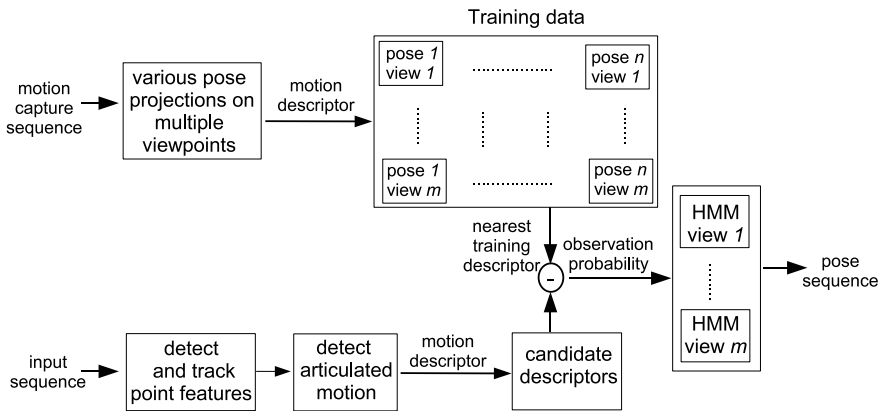 Training data
motion
capture
sequence
various pose
projections on
multiple
viewpoints
motion
descriptor
pose 1
view 1
pose n
view 1
pose 1
view m
pose n
view m
nearest
training
descriptor
-
observation
probability
HMM
view 1
HMM
view m
pose
sequence
input
sequence
detect
and track
point features
detect
articulated
motion
motion
descriptor
candidate
descriptors